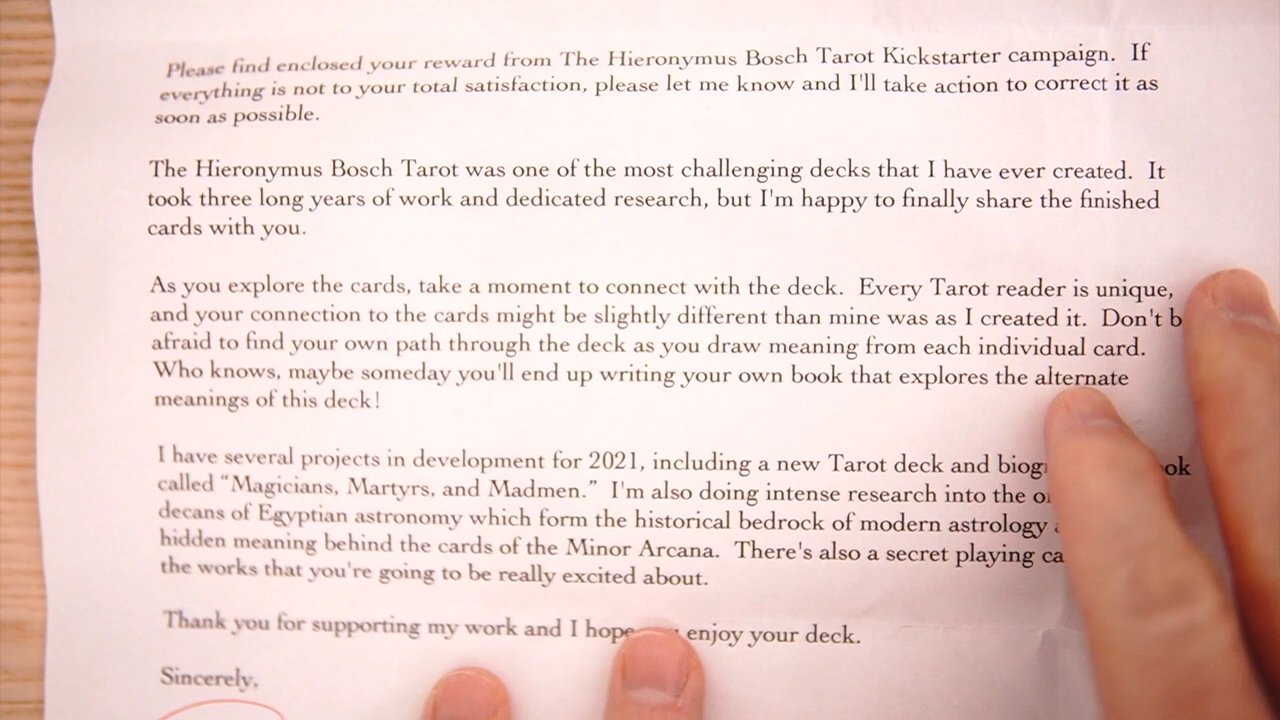 Please find enclosed your reward from The Hieronymus Bosch Tarot Kickstarter campaign.  If
everything is not to your total satisfaction, please let me know and I'll take action to correct it as
soon as possible.
The Hieronymus Bosch Tarot was one of the most challenging decks that I have ever created.  It
took three long years of work and dedicated research, but I'm happy to finally share the finished
cards with you.
As you explore the cards, take a moment to connect with the deck.  Every Tarot reader is unique,
and your connection to the cards might be slightly different than mine was as I created it.  Don't b
afraid to find your own path through the deck as you draw meaning from each individual card.
Who knows, maybe someday you'll end up writing your own book that explores the alternate
meanings of this deck!
I have several projects in development for 2021, including a new Tarot deck and
called “Magicians, Martyrs, and Madmen.”  I'm also doing intense research into the
decans of Egyptian astronomy which form the historical bedrock of modern astrology
hidden meaning behind the cards of the Minor Arcana.  There's also a secret playing
the works that you're going to be really excited about.
Thank you for supporting my work and I hope enjoy your deck.
Sincerely,